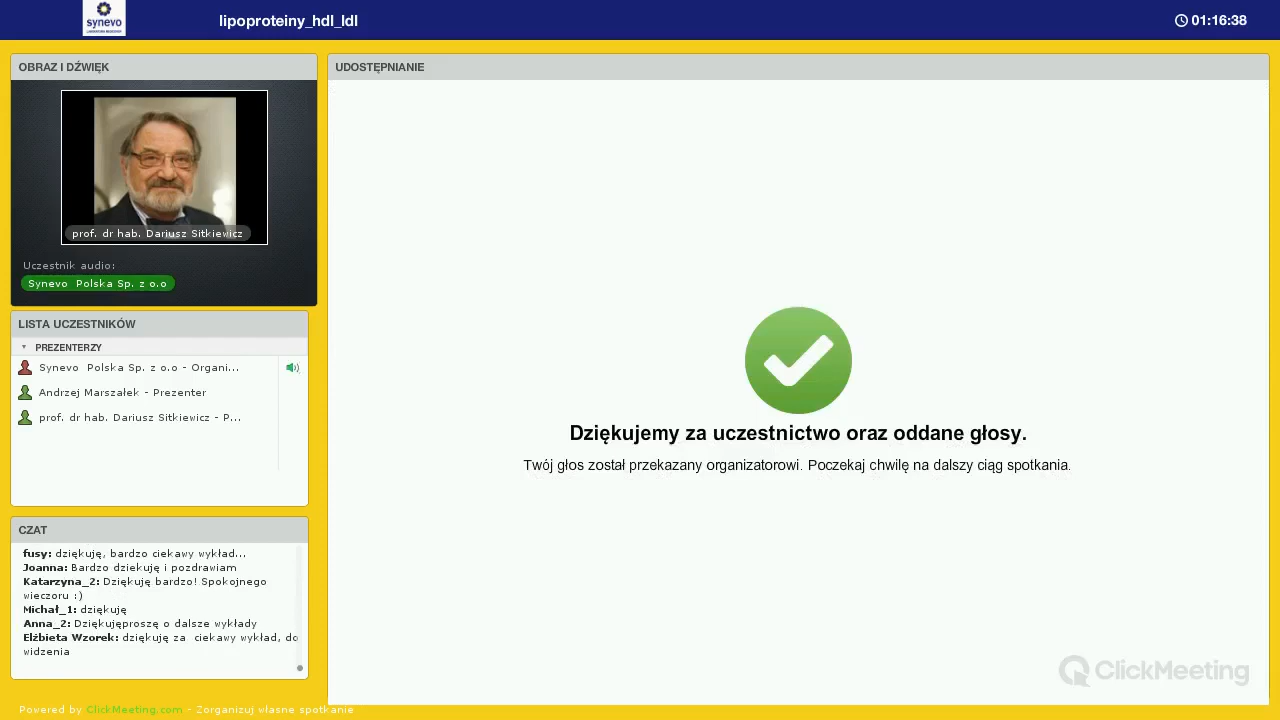 synevo
lipoproteiny_hdl_ldl
01:16:38
OBRAZ I DŹWIĘK
prof. dr hab. Dariusz Sitkiewicz
Uczestnik audio:
Synevo Polska Sp. z o.o
LISTA UCZESTNIKÓW
PREZENTERZY
Synevo Polska Sp. z o.o - Organi...
Andrzej Marszałek - Prezenter
prof. dr hab. Dariusz Sitkiewicz - P...
CZAT
fusy: dziękuję, bardzo ciekawy wykład...
Joanna: Bardzo dziekuję i pozdrawiam
Katarzyna_2: Dziękuję bardzo! Spokojnego
wieczoru :)
Michał_1: dziękuję
Anna_2: Dziękujęproszę o dalsze wykłady
Elżbieta Wzorek: dziękuję za ciekawy wykład, do
widzenia
UDOSTĘPNIANIE
Dziękujemy za uczestnictwo oraz oddane głosy.
Twój głos został przekazany organizatorowi. Poczekaj chwilę na dalszy ciąg spotkania.
ClickMeeting
Powered by ClickMeeting.com - Zorganizuj własne spotkanie